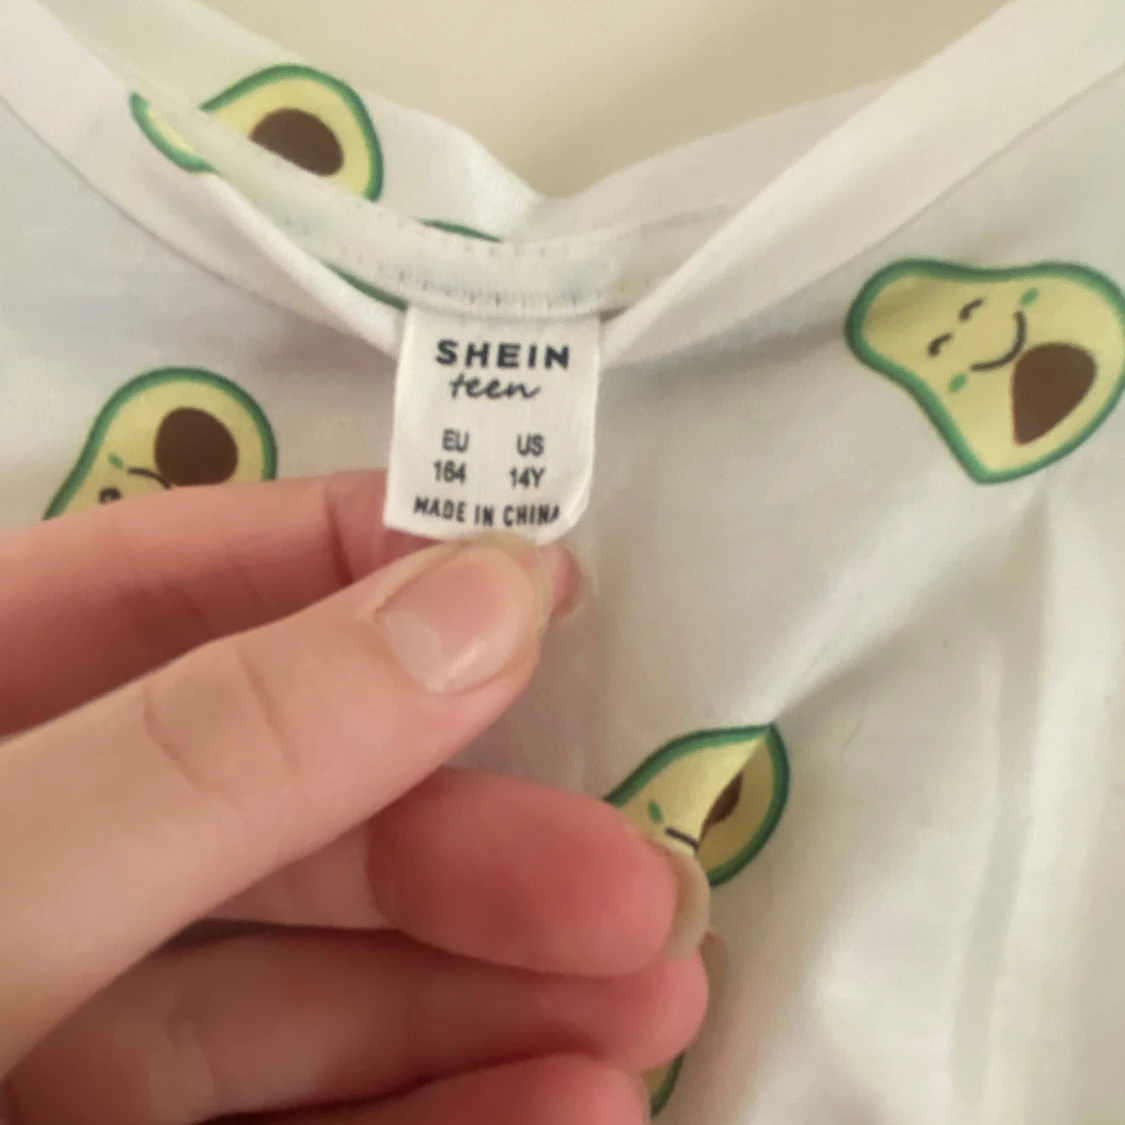 SHEIN
teen
EU US
164 14Y
MADE IN CHINA